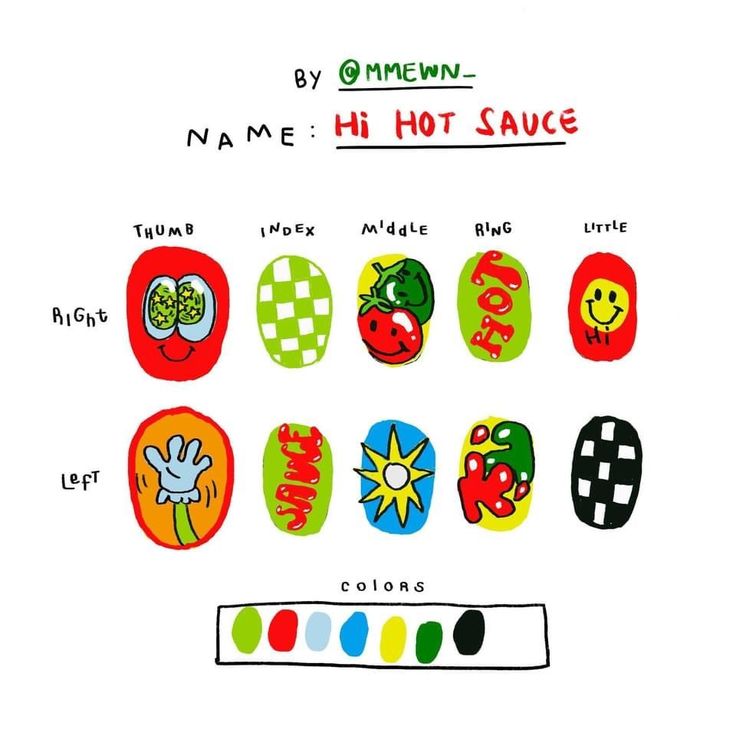 BY @MMEWN_
NAME: Hi HOT SAUCE
THUMB INDEX MiddLE RiNG LiTTLE
RiGht
HOT
Hi
LeFT
SAUCE
COLORS